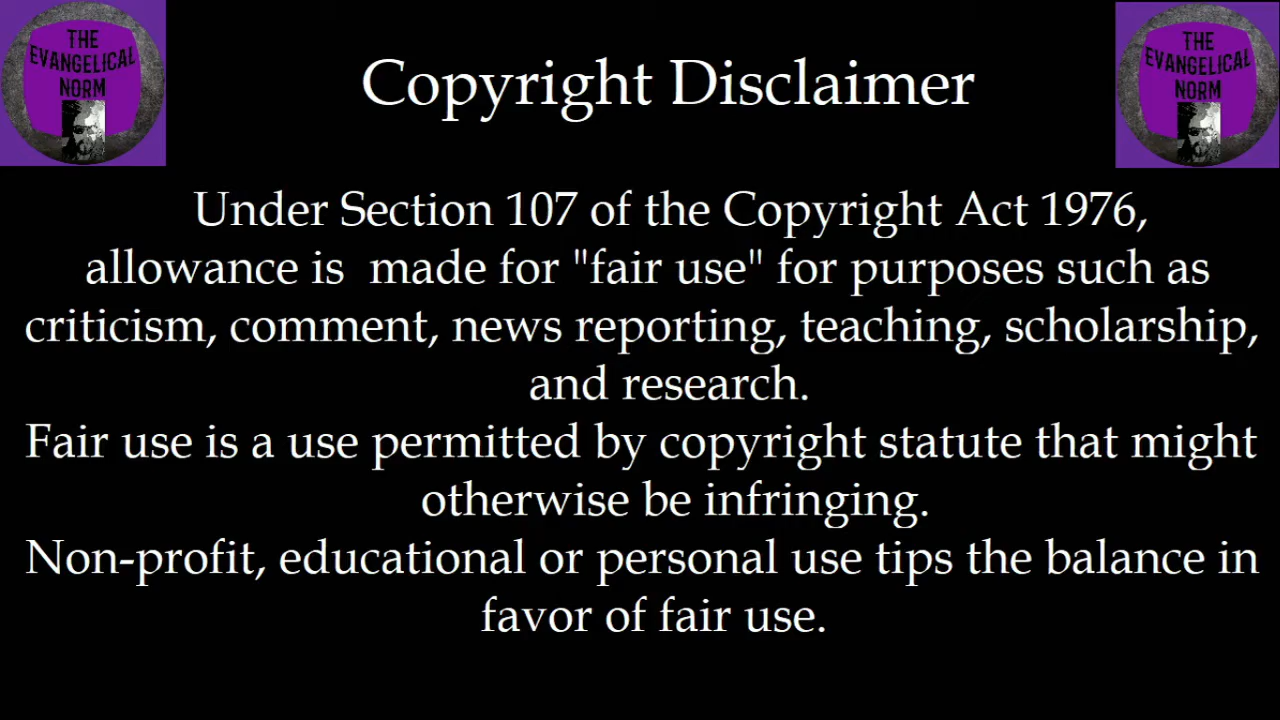 THE
EVANGELICAL
NORM
THE
EVANGELICAL
NORM
Copyright Disclaimer
Under Section 107 of the Copyright Act 1976,
allowance is  made for "fair use" for purposes such as
criticism, comment, news reporting, teaching, scholarship,
and research.
Fair use is a use permitted by copyright statute that might
otherwise be infringing.
Non-profit, educational or personal use tips the balance in
favor of fair use.